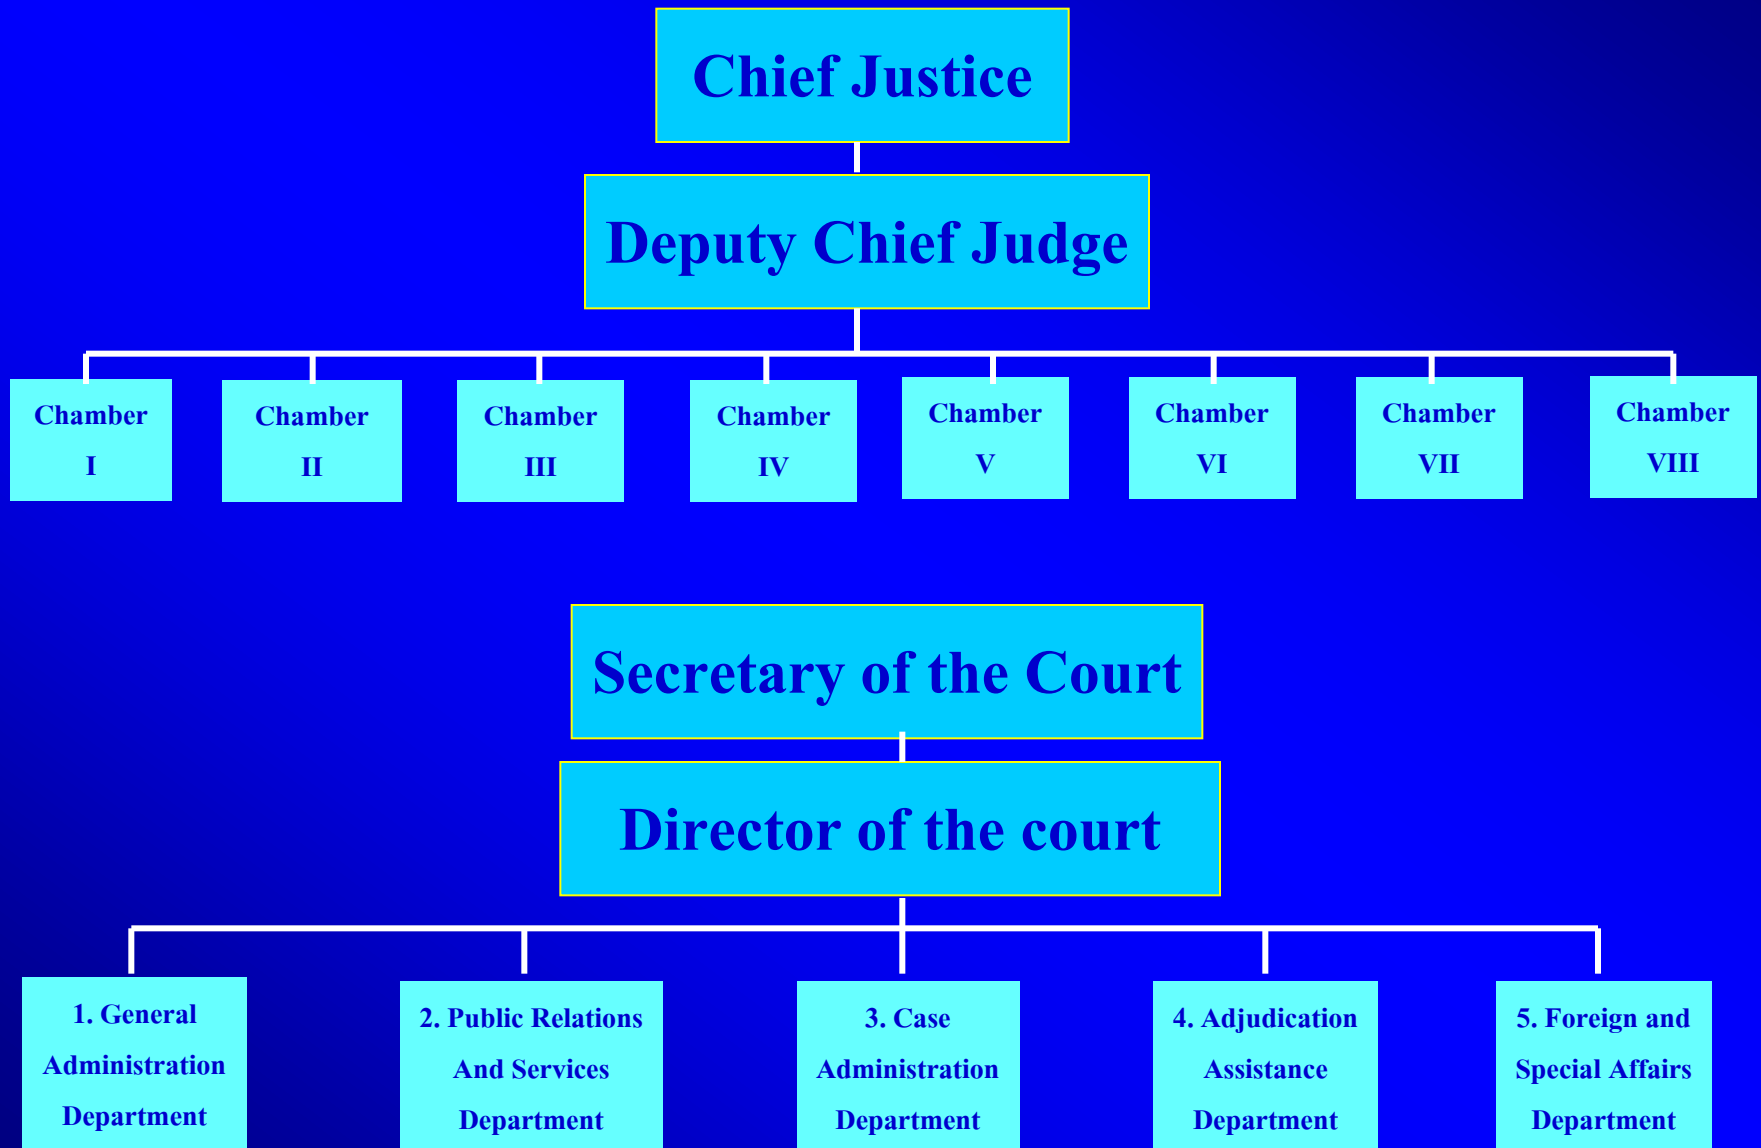 Chief Justice
Deputy Chief Judge
Chamber
I
Chamber
II
Chamber
III
Chamber
IV
Chamber
V
Chamber
VI
Chamber
VII
Chamber
VIII
Secretary of the Court
Director of the court
1. General
Administration
Department
2. Public Relations
And Services
Department
3. Case
Administration
Department
4. Adjudication
Assistance
Department
5. Foreign and
Special Affairs
Department